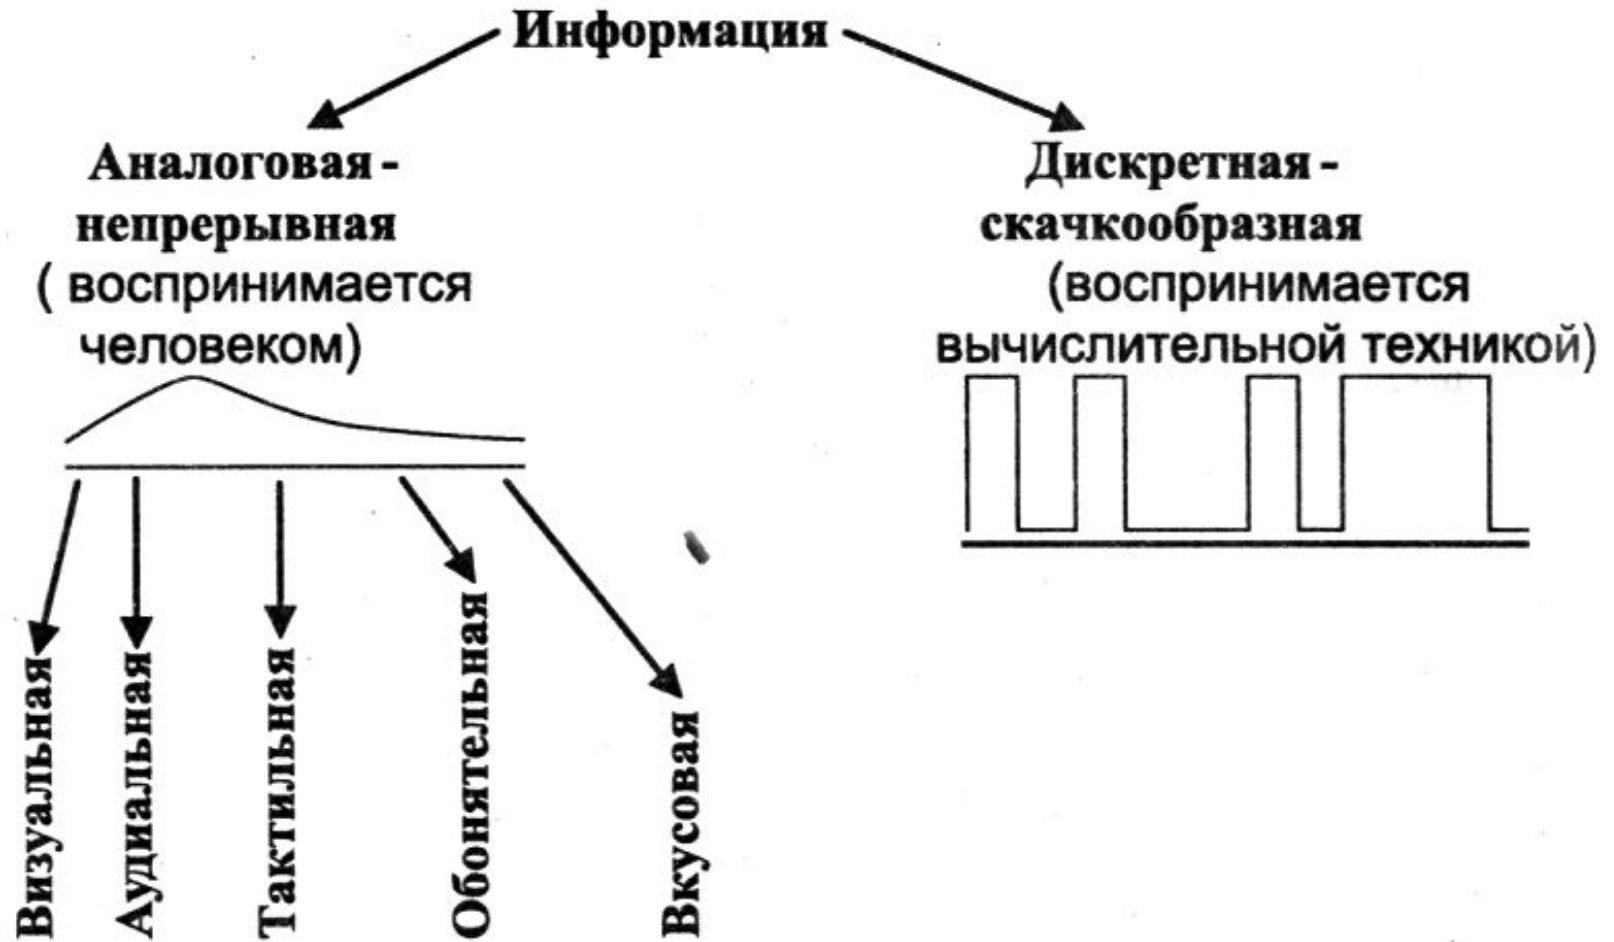 Информация
Аналоговая -
непрерывная
( воспринимается
человеком)
Дискретная -
скачкообразная
(воспринимается
вычислительной техникой)
Визуальная
Аудиальная
Тактильная
Обонятельная
Вкусовая